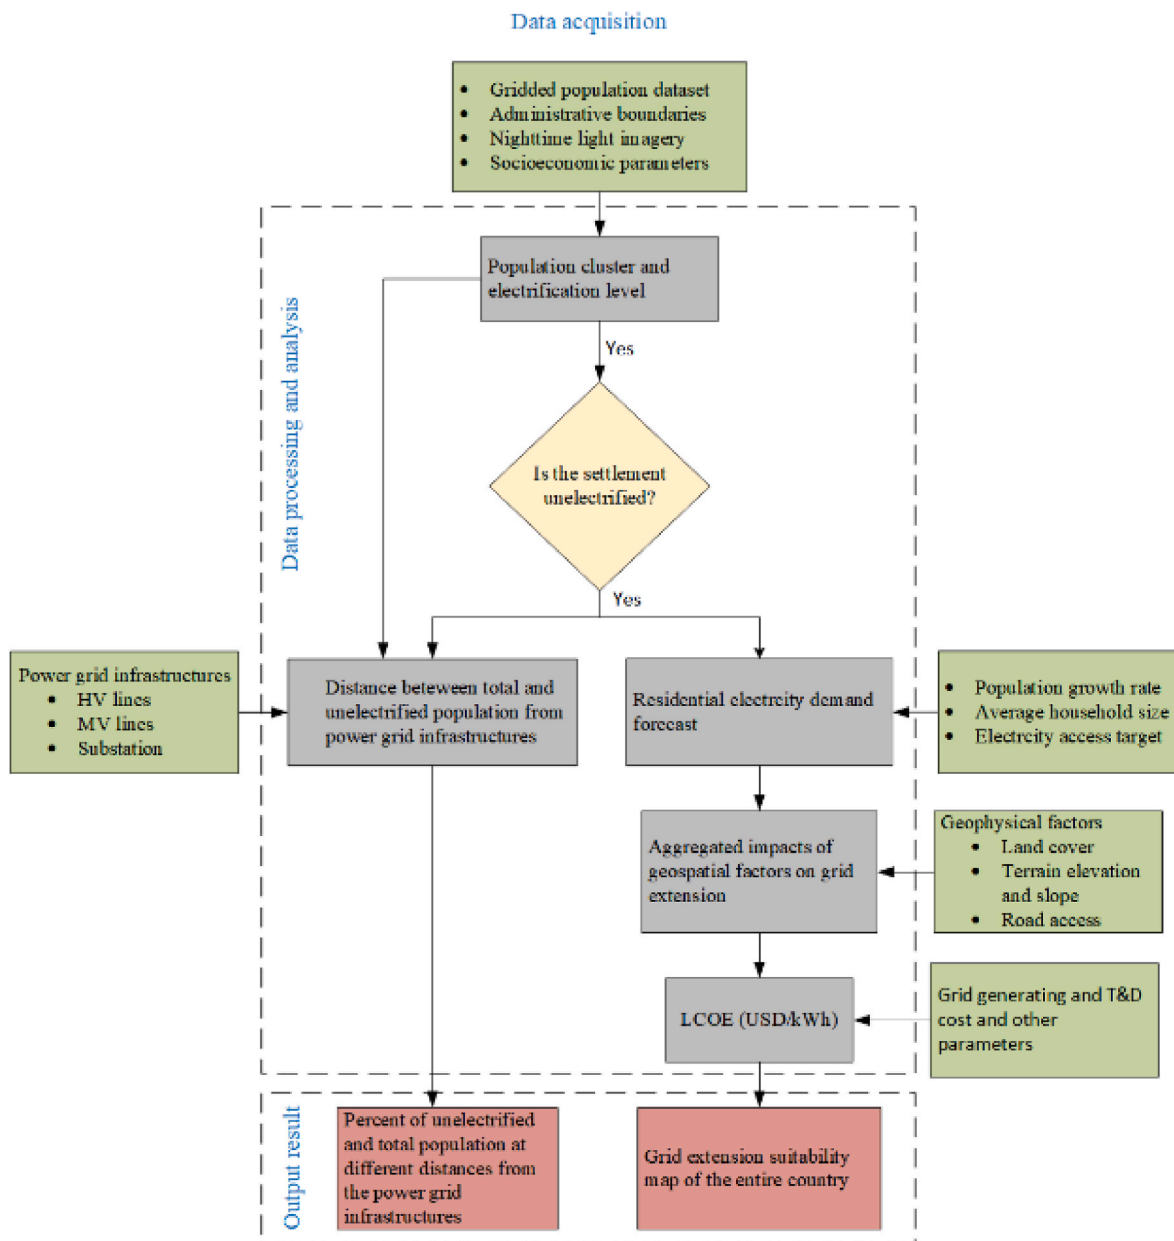 Data acquisition
• Gridded population dataset
• Administrative boundaries
• Nighttime light imagery
• Socioeconomic parameters
Data processing and analysis
Population cluster and
electrification level
Yes
Is the settlement
unelectrified?
Yes
Power grid infrastructures
• HV lines
• MV lines
• Substation
Distance beteween total and
unelectrified population from
power grid infrastructures
Residential electrcity demand
forecast
• Population growth rate
• Average household size
• Electrcity access target
Aggregated impacts of
geospatial factors on grid
extension
Geophysical factors
• Land cover
• Terrain elevation
and slope
• Road access
LCOE (USD/kWh)
Grid generating and T&D
cost and other
parameters
Output result
Percent of unelectrified
and total population at
different distances from
the power grid
infrastructures
Grid extension suitability
map of the entire country